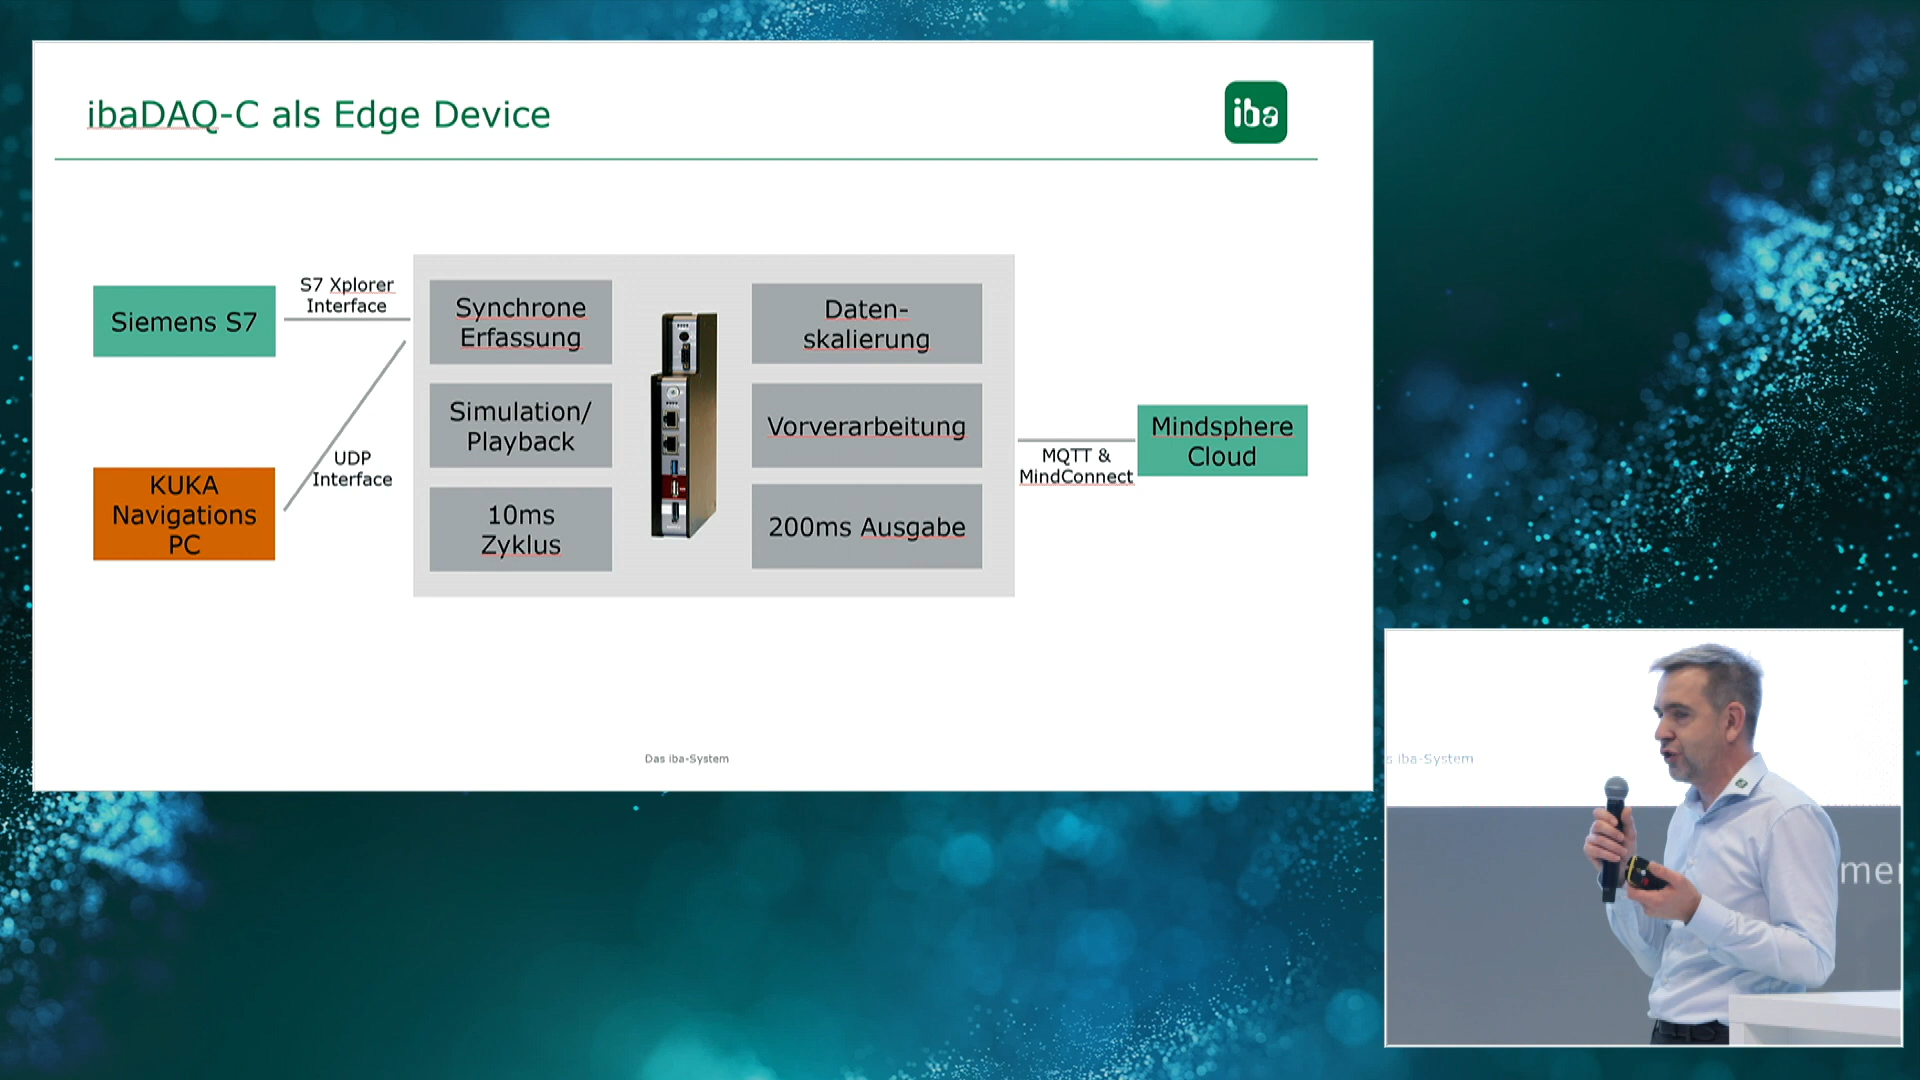 ibaDAQ-C als Edge Device
iba
Siemens S7
S7 Xplorer
Interface
KUKA
Navigations
PC
UDP
Interface
Synchrone
Erfassung
Simulation/
Playback
10ms
Zyklus
Daten-
skalierung
Vorverarbeitung
200ms Ausgabe
MQTT &
MindConnect
Mindsphere
Cloud
Das iba-System
s iba-System
mer